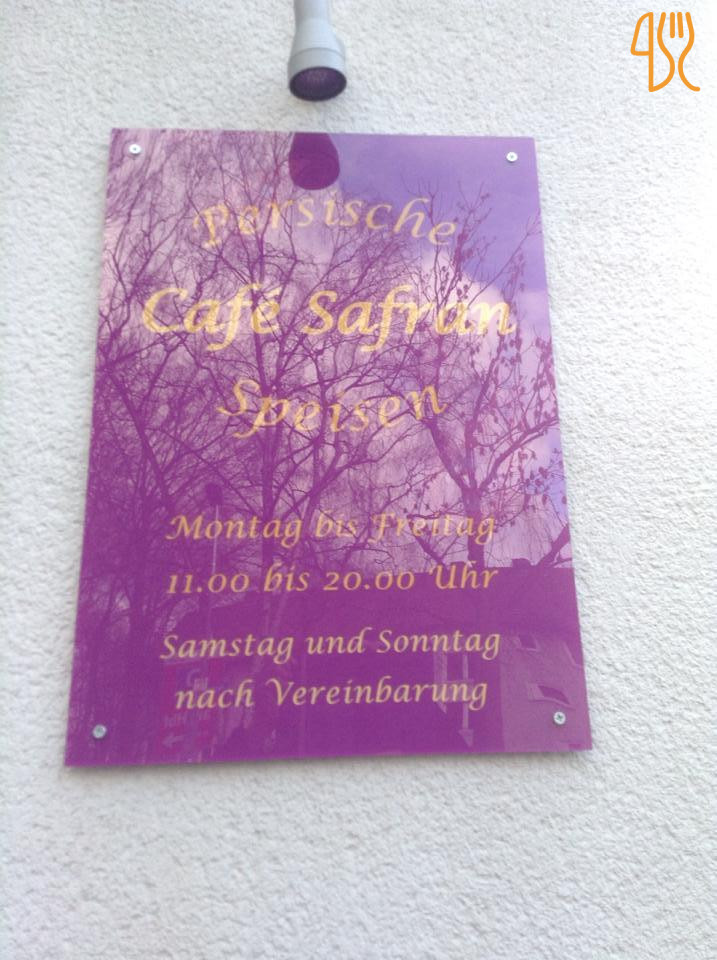 Persische
Café Safran
Speisen
Montag bis Freitag
11.00 bis 20.00 Uhr
Samstag und Sonntag
nach Vereinbarung